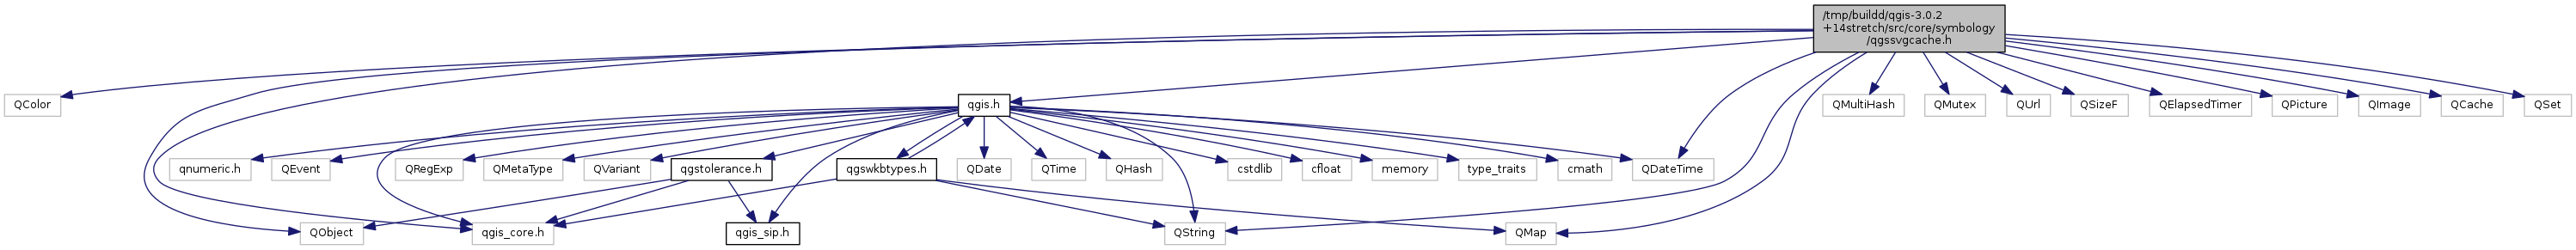 /tmp/buildd/qgis-3.0.2
+14stretch/src/core/symbology
/qgssvgcache.h
QColor
qgis.h
QMultiHash
QMutex
QUrl
QSizeF
QElapsedTimer
QPicture
QImage
QCache
QSet
qnumeric.h
QEvent
QRegExp
QMetaType
QVariant
qgstolerance.h
qgswkbtypes.h
QDate
QTime
QHash
cstdlib
cfloat
memory
type_traits
cmath
QDateTime
QObject
qgis_core.h
qgis_sip.h
QString
QMap